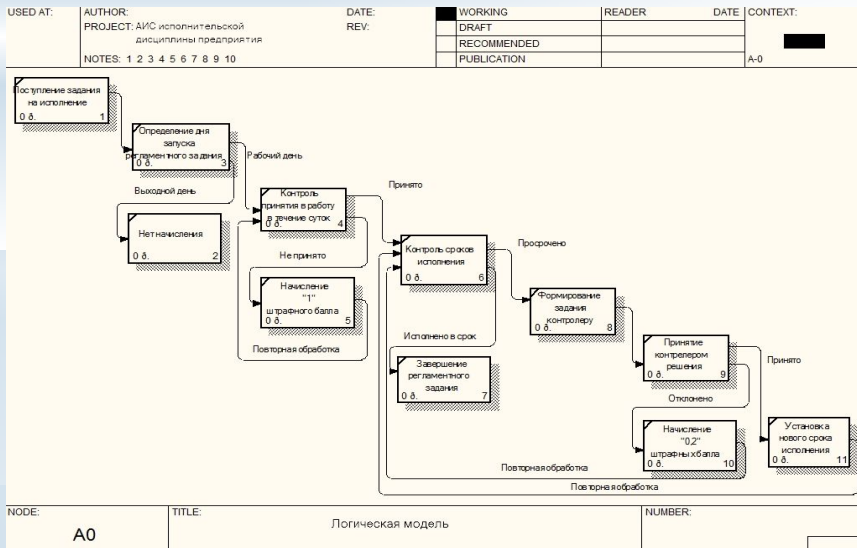 USED AT:
AUTHOR:
DATE:
WORKING
READER
DATE
CONTEXT:
PROJECT: АИС исполнительской
дисциплины предприятия
REV:
DRAFT
RECOMMENDED
NOTES: 1 2 3 4 5 6 7 8 9 10
PUBLICATION
A-0
Поступление задания
на исполнение
0 р. 1
Определение дня
запуска
регламентного задания
0 р. 3
Рабочий день
Выходной день
Нет начисления
0 р. 2
Контроль
принятия в работу
в течение суток
0 р. 4
Принято
Не принято
Начисление
"1"
штрафного балла
0 р. 5
Повторная обработка
Контроль сроков
исполнения
0 р. 6
Просрочено
Исполнено в срок
Завершение
регламентного
задания
0 р. 7
Формирование
задания
контролеру
0 р. 8
Принятие
контрелером
решения
0 р. 9
Принято
Отклонено
Начисление
"0,2"
штрафных балла
0 р. 10
Установка
нового срока
исполнения
0 р. 11
Повторная обработка
Повторная обработка
NODE:
A0
TITLE:
Логическая модель
NUMBER: